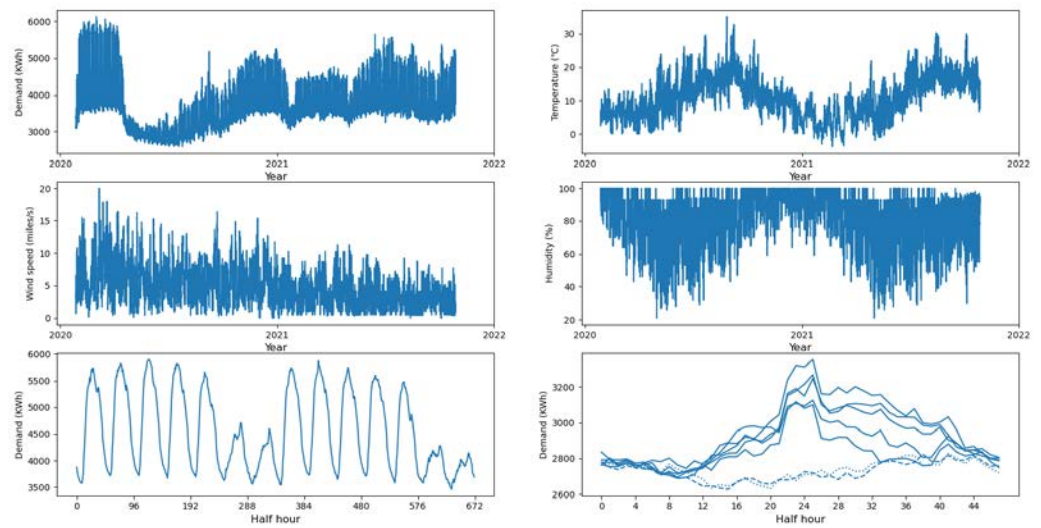 6000
5000
4000
3000
Demand (KWh)
2020
2021
2022
Year
30
20
10
0
Temperature (°C)
2020
2021
2022
Year
20
15
10
5
0
Wind speed (miles/s)
2020
2021
2022
Year
100
80
60
40
20
Humidity (%)
2020
2021
2022
Year
6000
5500
5000
4500
4000
3500
Demand (KWh)
0 96 192 288 384 480 576 672
Half hour
3200
3000
2800
2600
Demand (KWh)
0 4 8 12 16 20 24 28 32 36 40 44
Half hour